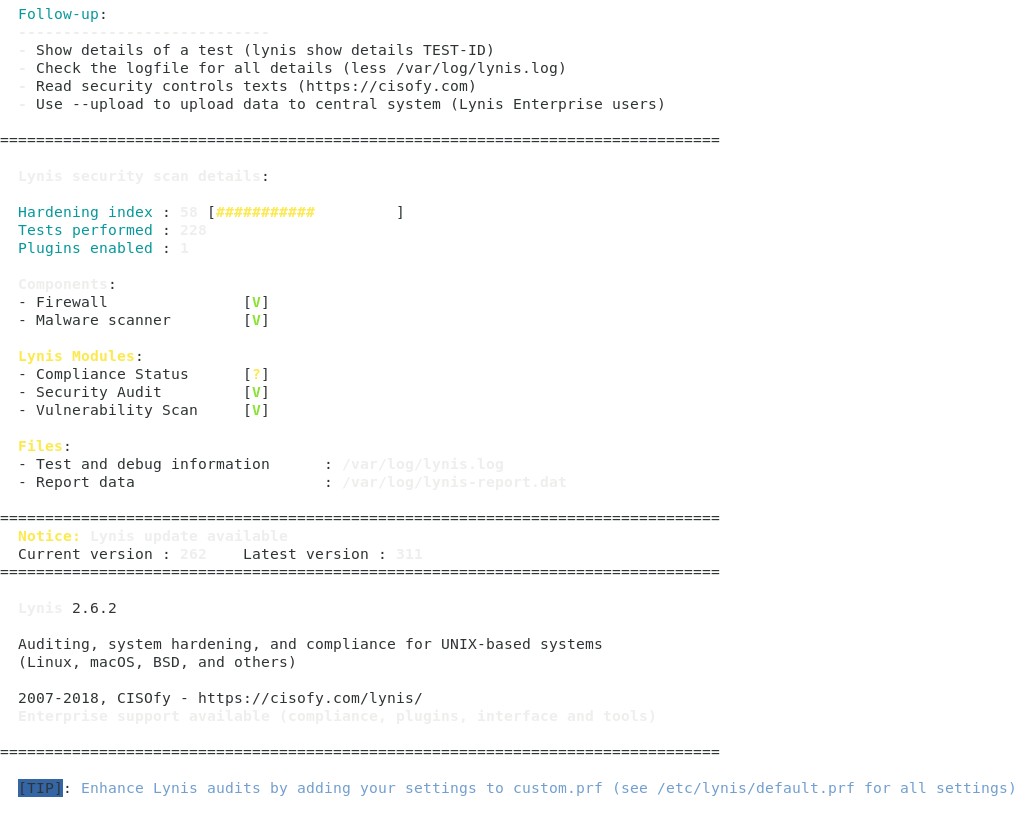 Follow-up:
----------------------------
- Show details of a test (lynis show details TEST-ID)
- Check the logfile for all details (less /var/log/lynis.log)
- Read security controls texts (https://cisofy.com)
- Use --upload to upload data to central system (Lynis Enterprise users)
================================================================================
Lynis security scan details:
Hardening index : 58 [###########         ]
Tests performed : 228
Plugins enabled : 1
Components:
- Firewall               [V]
- Malware scanner        [V]
Lynis Modules:
- Compliance Status      [?]
- Security Audit         [V]
- Vulnerability Scan     [V]
Files:
- Test and debug information      : /var/log/lynis.log
- Report data                     : /var/log/lynis-report.dat
================================================================================
Notice: Lynis update available
Current version : 262    Latest version : 311
================================================================================
Lynis 2.6.2
Auditing, system hardening, and compliance for UNIX-based systems
(Linux, macOS, BSD, and others)
2007-2018, CISOfy - https://cisofy.com/lynis/
Enterprise support available (compliance, plugins, interface and tools)
================================================================================
[TIP]: Enhance Lynis audits by adding your settings to custom.prf (see /etc/lynis/default.prf for all settings)